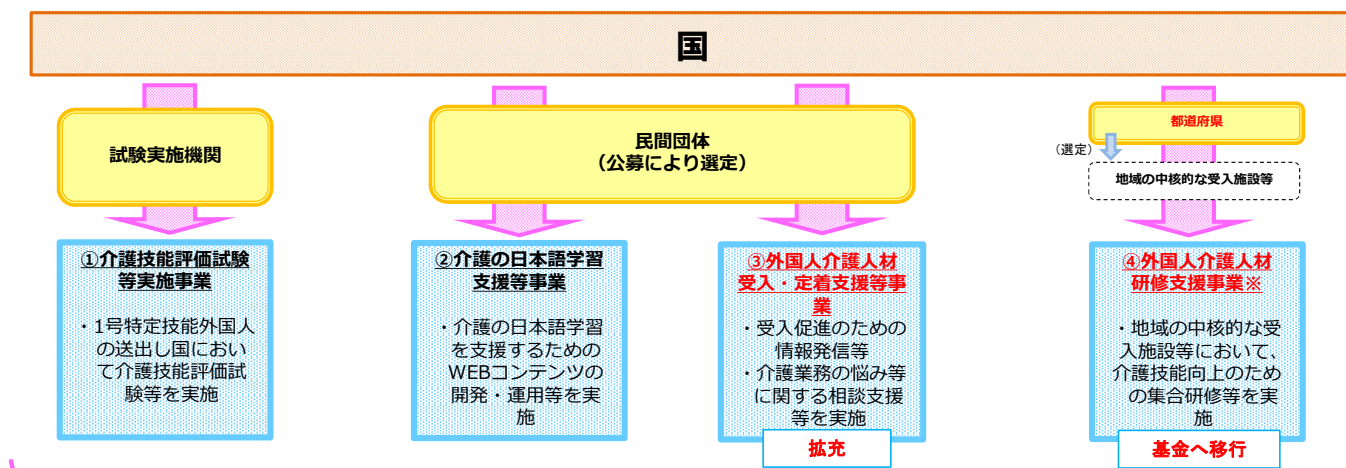 国
試験実施機関
民間団体
（公募により選定）
都道府県
（選定）
地域の中核的な受入施設等
①介護技能評価試験
等実施事業
・1号特定技能外国人
の送出し国におい
て介護技能評価試
験等を実施
②介護の日本語学習
支援等事業
・介護の日本語学習
を支援するための
WEBコンテンツの
開発・運用等を実
施
③外国人介護人材
受入・定着支援等事
業
・受入促進のための
情報発信等
・介護業務の悩み等
に関する相談支援
等を実施
拡充
④外国人介護人材
研修支援事業※
・地域の中核的な受
入施設等において、
介護技能向上のため
の集合研修等を実
施
基金へ移行